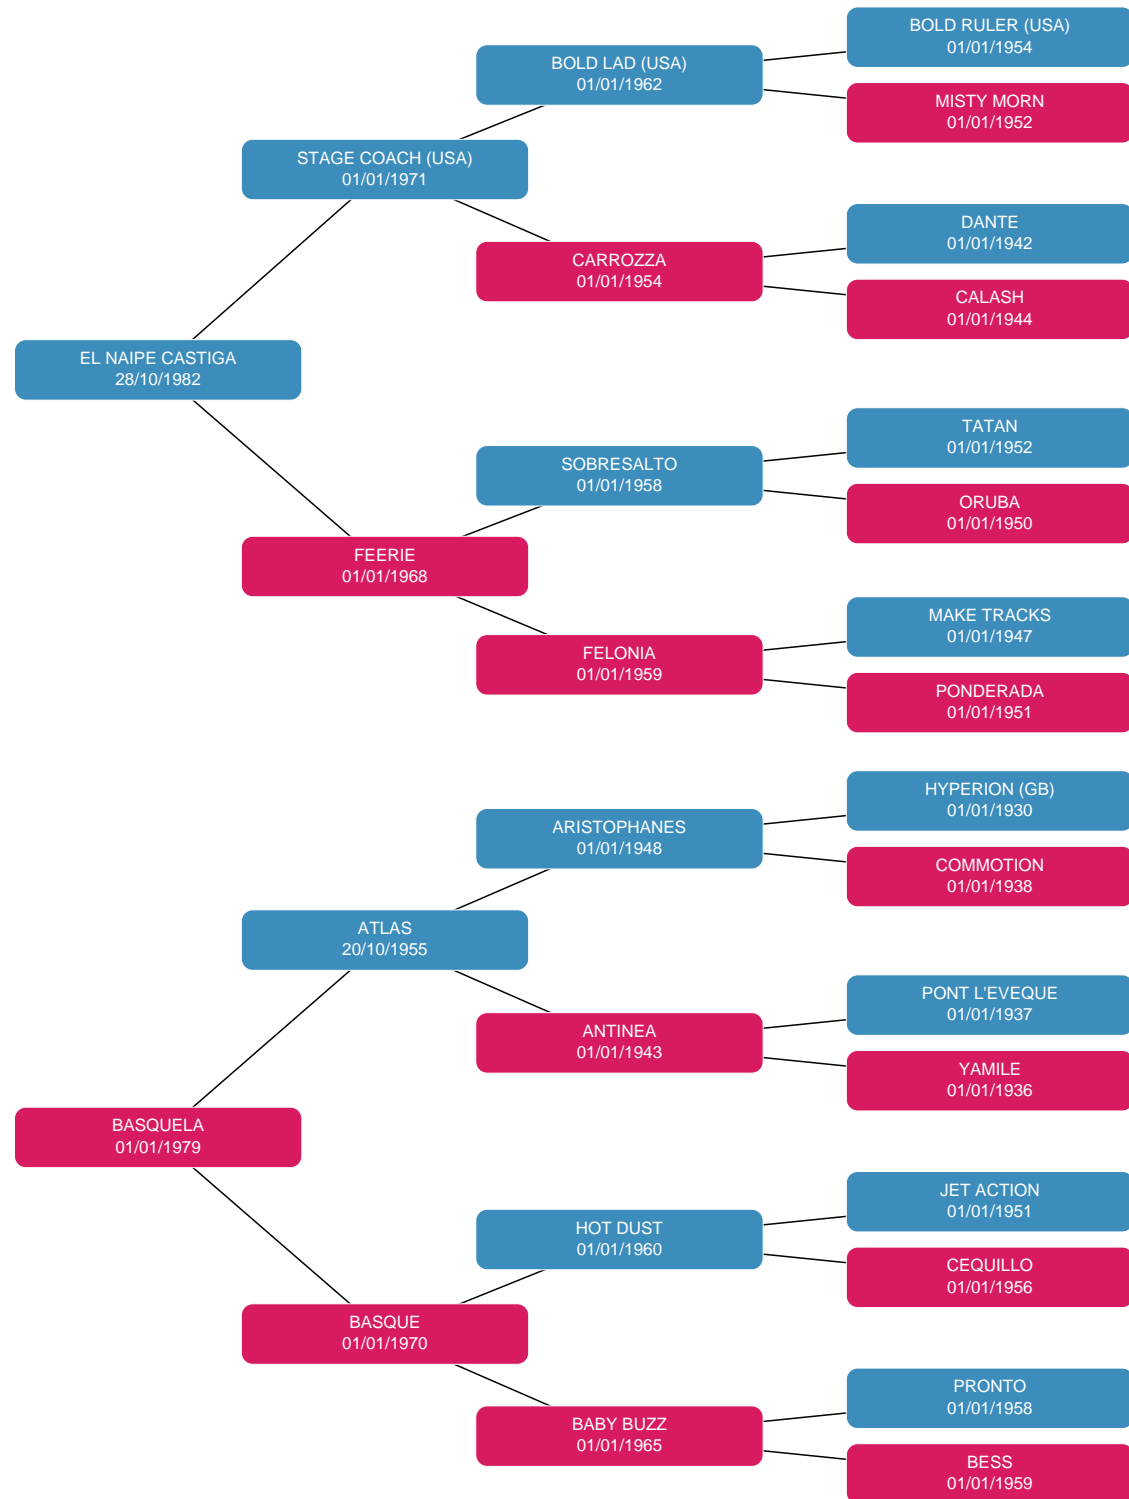 BOLD RULER (USA)
01/01/1954
BOLD LAD (USA)
01/01/1962
MISTY MORN
01/01/1952
STAGE COACH (USA)
01/01/1971
DANTE
01/01/1942
CARROZZA
01/01/1954
CALASH
01/01/1944
EL NAIPE CASTIGA
28/10/1982
TATAN
01/01/1952
SOBRESALTO
01/01/1958
ORUBA
01/01/1950
FEERIE
01/01/1968
MAKE TRACKS
01/01/1947
FELONIA
01/01/1959
PONDERADA
01/01/1951
HYPERION (GB)
01/01/1930
ARISTOPHANES
01/01/1948
COMMOTION
01/01/1938
ATLAS
20/10/1955
PONT L'EVEQUE
01/01/1937
ANTINEA
01/01/1943
YAMILE
01/01/1936
BASQUELA
01/01/1979
JET ACTION
01/01/1951
HOT DUST
01/01/1960
CEQUILLO
01/01/1956
BASQUE
01/01/1970
PRONTO
01/01/1958
BABY BUZZ
01/01/1965
BESS
01/01/1959